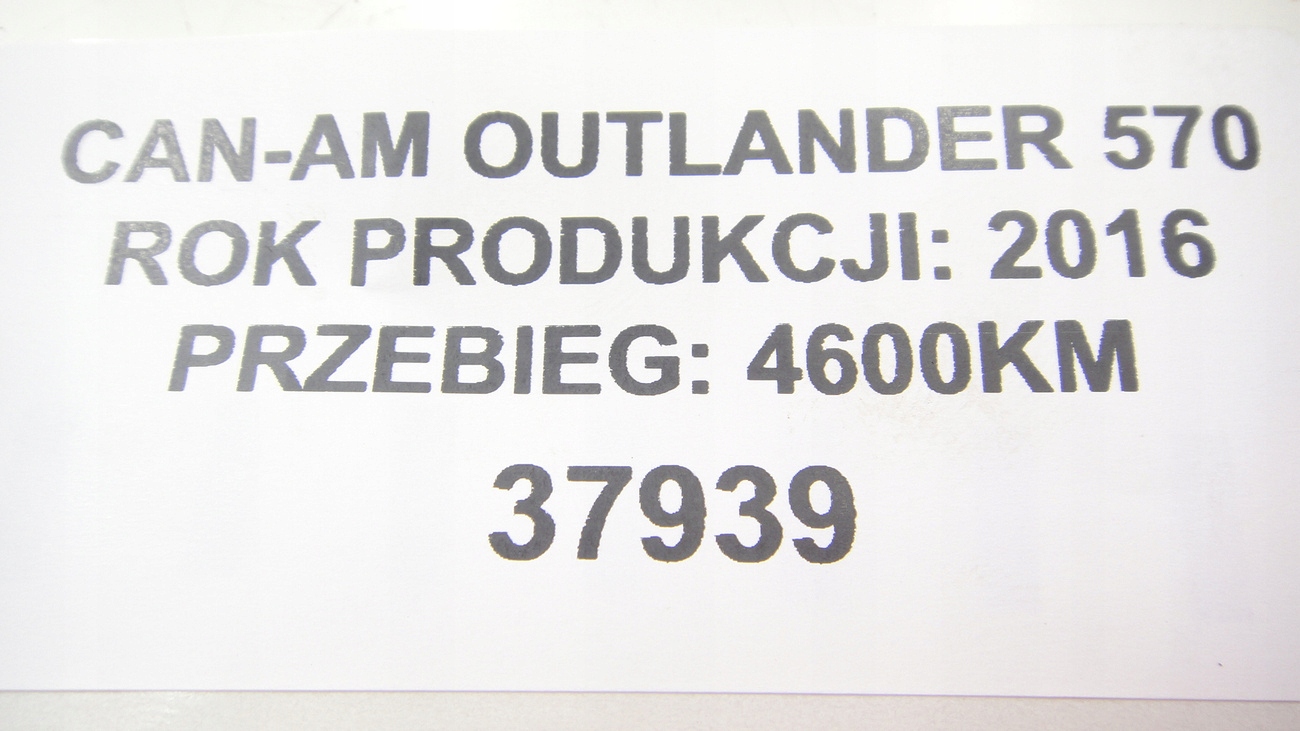 CAN-AM OUTLANDER 570
ROK PRODUKCJI: 2016
PRZEBIEG: 4600KM
37939